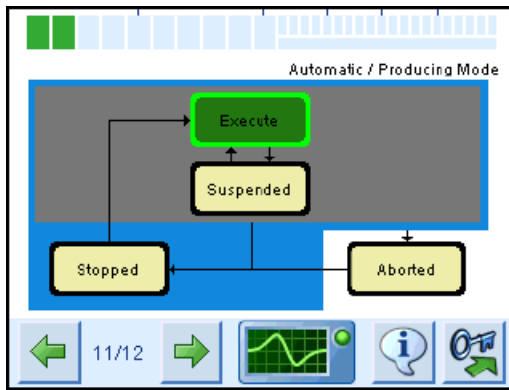 Automatic / Producing Mode
Execute
Suspended
Stopped
Aborted
11/12